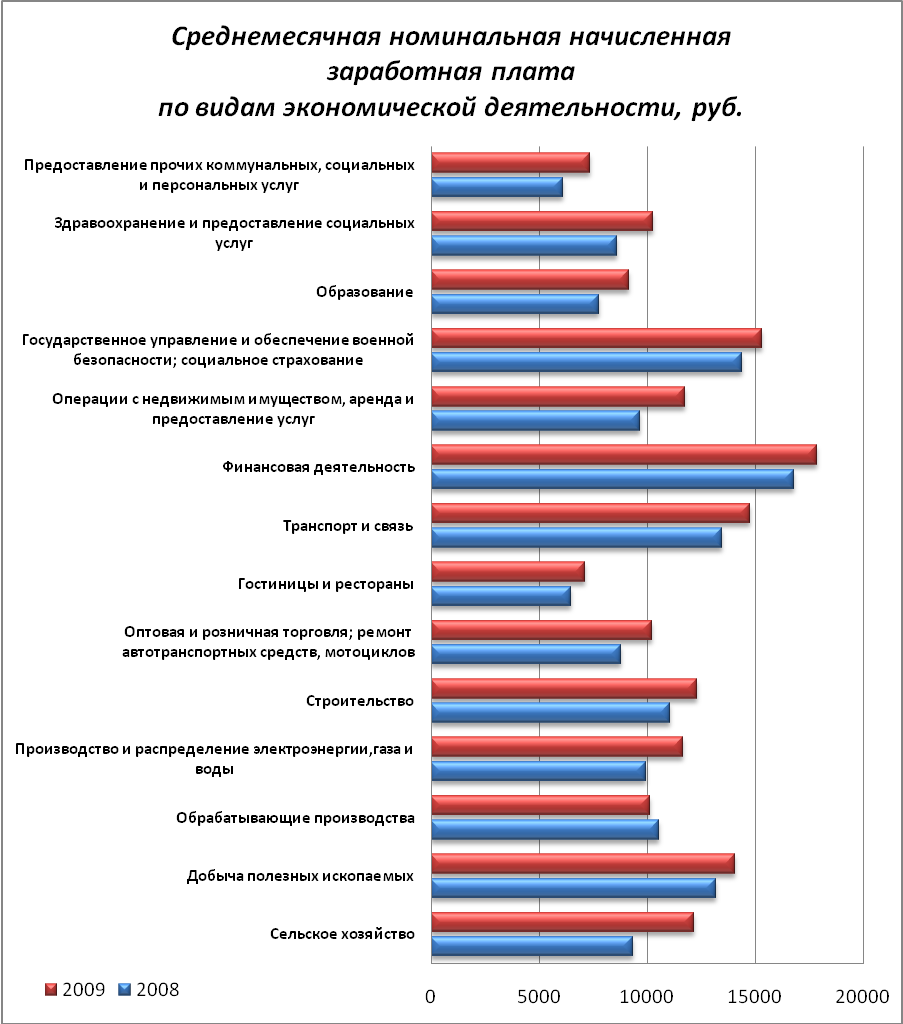 Среднемесячная номинальная начисленная
заработная плата
по видам экономической деятельности, руб.
Предоставление прочих коммунальных, социальных
и персональных услуг
Здравоохранение и предоставление социальных
услуг
Образование
Государственное управление и обеспечение военной
безопасности; социальное страхование
Операции с недвижимым имуществом, аренда и
предоставление услуг
Финансовая деятельность
Транспорт и связь
Гостиницы и рестораны
Оптовая и розничная торговля; ремонт
автотранспортных средств, мотоциклов
Строительство
Производство и распределение электроэнергии,газа и
воды
Обрабатывающие производства
Добыча полезных ископаемых
Сельское хозяйство
2009 2008
0 5000 10000 15000 20000